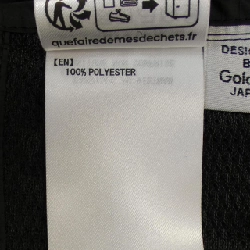 quefairedemesdechets.fr
[EN]
100% POLYESTER
DESIG
B
Gold
JAP